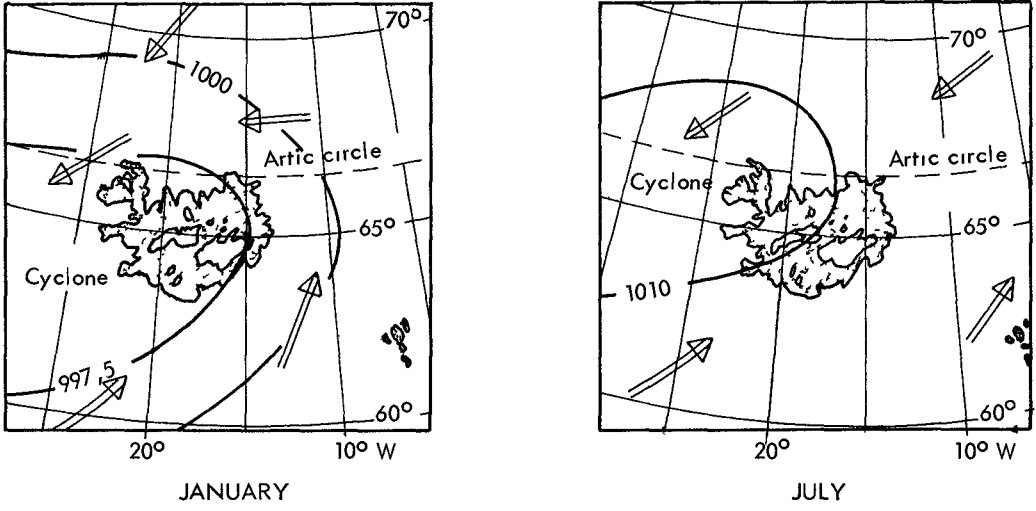 70°
1000
Artic circle
65°
Cyclone
997,5
60°
20°
10° W
JANUARY
70°
Artic circle
Cyclone
65°
1010
60°
20°
10° W
JULY